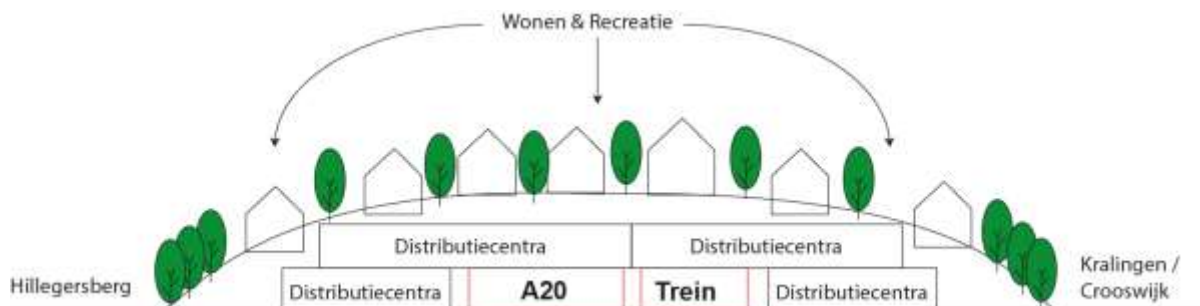 Wonen & Recreatie
Distributiecentra
Distributiecentra
Hillegersberg
Distributiecentra
A20
Trein
Distributiecentra
Kralingen /
Crooswijk